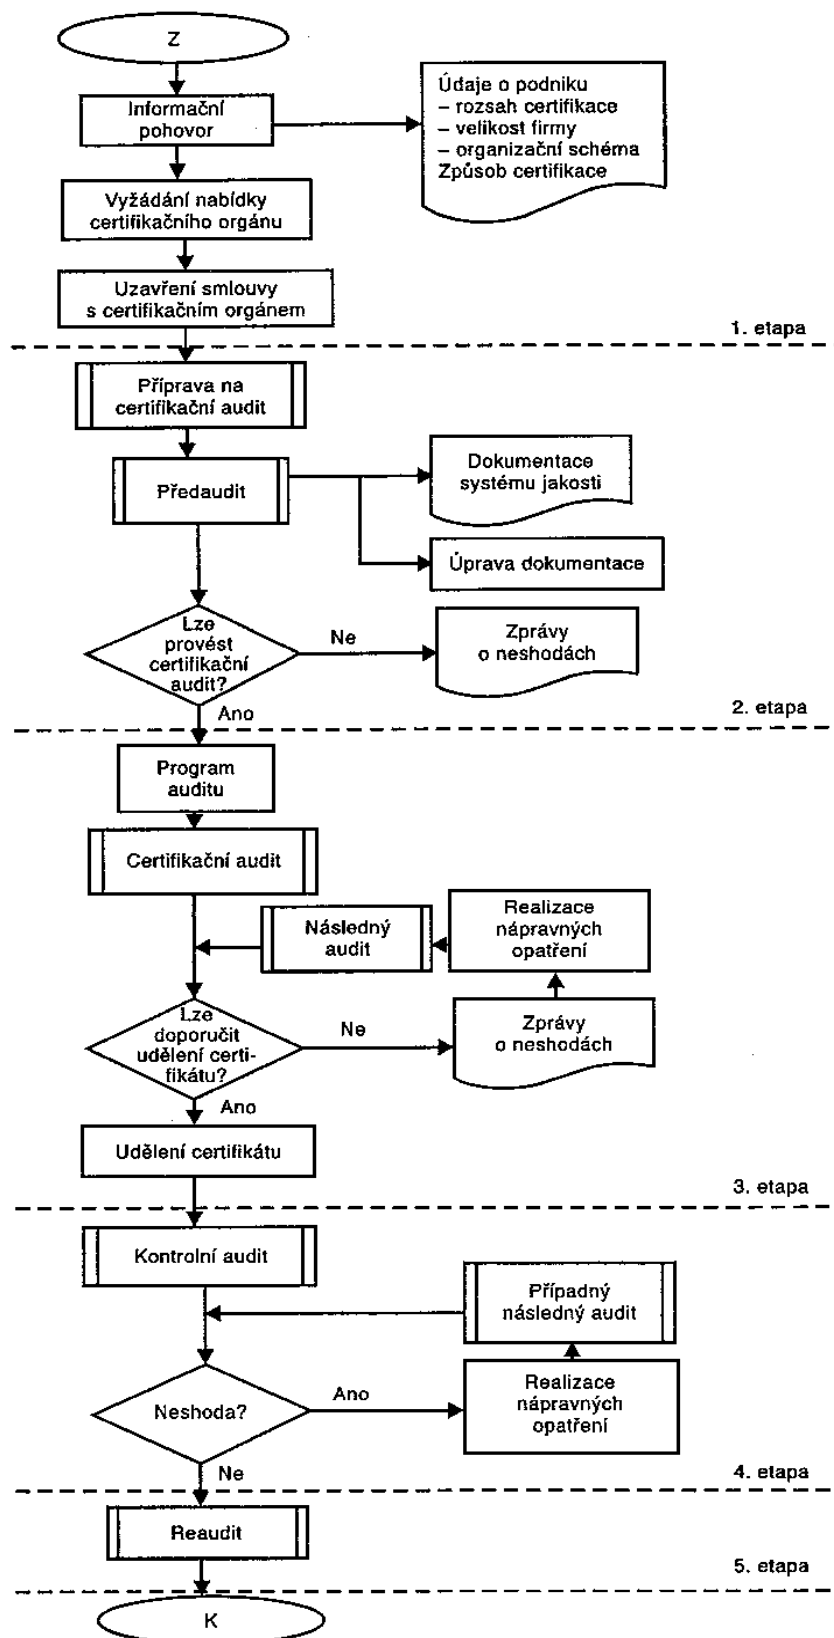 Z
Informační
pohovor
Údaje o podniku
– rozsah certifikace
– velikost firmy
– organizační schéma
Způsob certifikace
Vyžádání nabídky
certifikačního orgánu
Uzavření smlouvy
s certifikačním orgánem
1. etapa
Příprava na
certifikační audit
Předaudit
Dokumentace
systému jakosti
Úprava dokumentace
Lze
provést
certifikační
audit?
Ne
Zprávy
o neshodách
Ano
2. etapa
Program
auditu
Certifikační audit
Následný
audit
Realizace
nápravných
opatření
Lze
doporučit
udělení certi-
fikátu?
Ne
Zprávy
o neshodách
Ano
Udělení certifikátu
3. etapa
Kontrolní audit
Případný
následný audit
Neshoda?
Ano
Realizace
nápravných
opatření
Ne
4. etapa
Reaudit
5. etapa
K